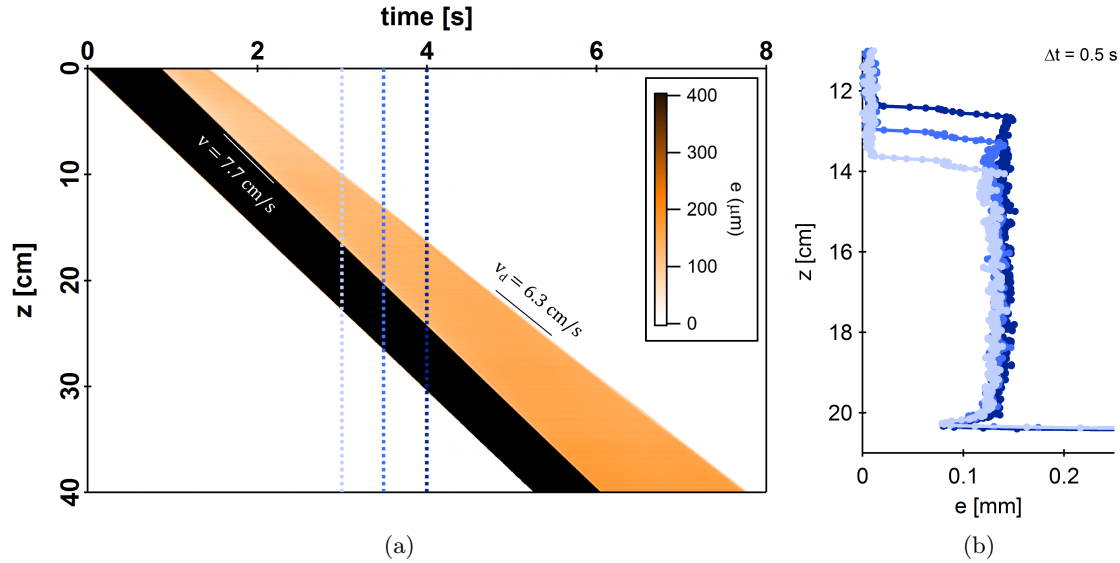 time [s]
0 2 4 6 8
0
10
20
30
40
z [cm]
v = 7.7 cm/s
v_d = 6.3 cm/s
400
300
200
100
0
e (μm)
(a)
Δt = 0.5 s
12
14
16
18
20
z [cm]
0 0.1 0.2
e [mm]
(b)